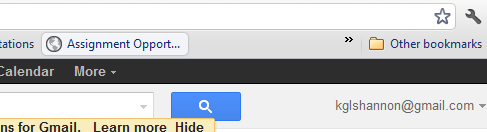 tations Assignment Opport... » Other bookmarks
Calendar More
kglshannon@gmail.com
ns for Gmail. Learn more Hide